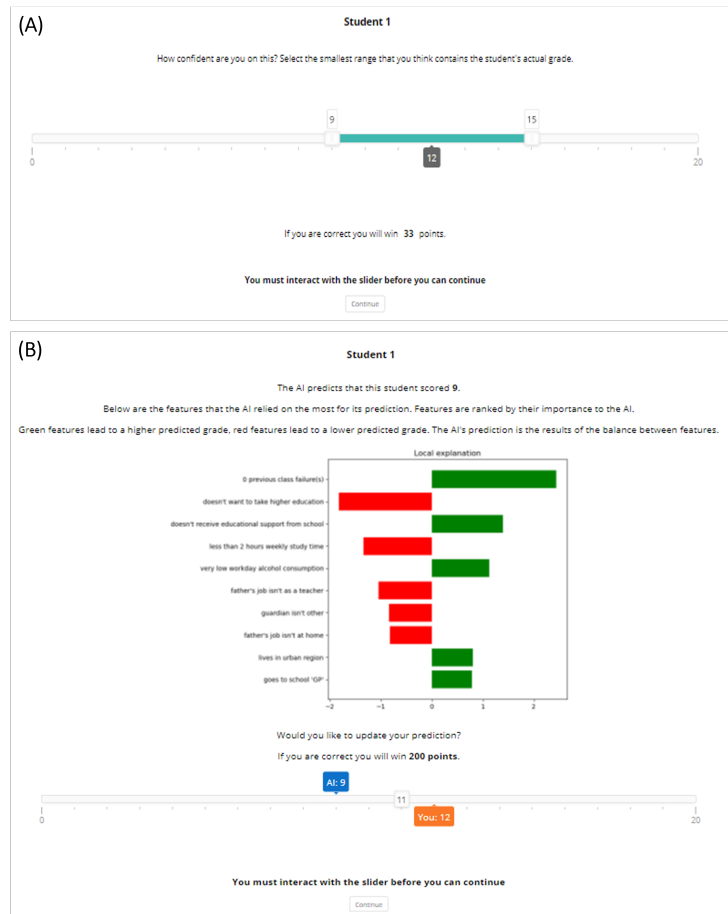 (A)
Student 1
How confident are you on this? Select the smallest range that you think contains the student's actual grade.
9 15
12
0 20
If you are correct you will win 33 points.
You must interact with the slider before you can continue
Continue
(B)
Student 1
The AI predicts that this student scored 9.
Below are the features that the AI relied on the most for its prediction. Features are ranked by their importance to the AI.
Green features lead to a higher predicted grade, red features lead to a lower predicted grade. The AI's prediction is the results of the balance between features.
Local explanation
0 previous class failure(s)
doesn't want to take higher education
doesn't receive educational support from school
less than 2 hours weekly study time
very low workday alcohol consumption
father's job isn't as a teacher
guardian isn't other
father's job isn't at home
lives in urban region
goes to school 'GP'
−2 −1 0 1 2
Would you like to update your prediction?
If you are correct you will win 200 points.
AI: 9
11
You: 12
0 20
You must interact with the slider before you can continue
Continue